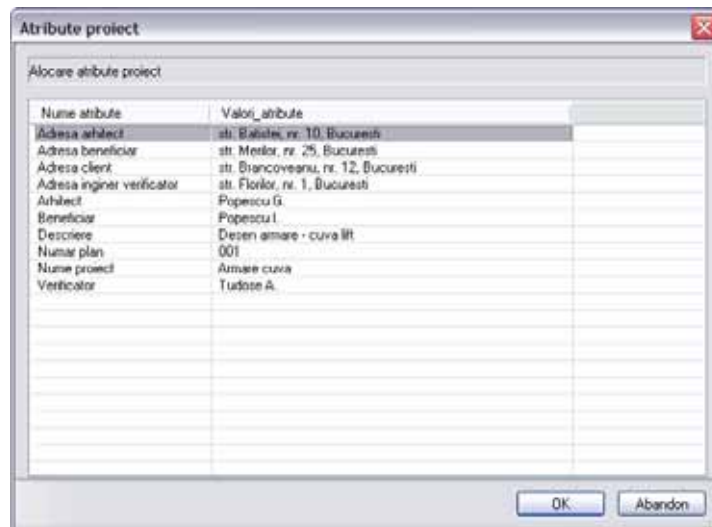 Atribute proiect
Alocare atribute proiect
Nume atribute Valori_atribute
Adresa arhitect str. Batistei, nr. 10, Bucuresti
Adresa beneficiar str. Merilor, nr. 25, Bucuresti
Adresa client str. Brancoveanu, nr. 12, Bucuresti
Adresa inginer verificator str. Florilor, nr. 1, Bucuresti
Arhitect Popescu G.
Beneficiar Popescu I.
Descriere Desen armare - cuva lift
Numar plan 001
Nume proiect Armare cuva
Verificator Tudose A.
OK Abandon